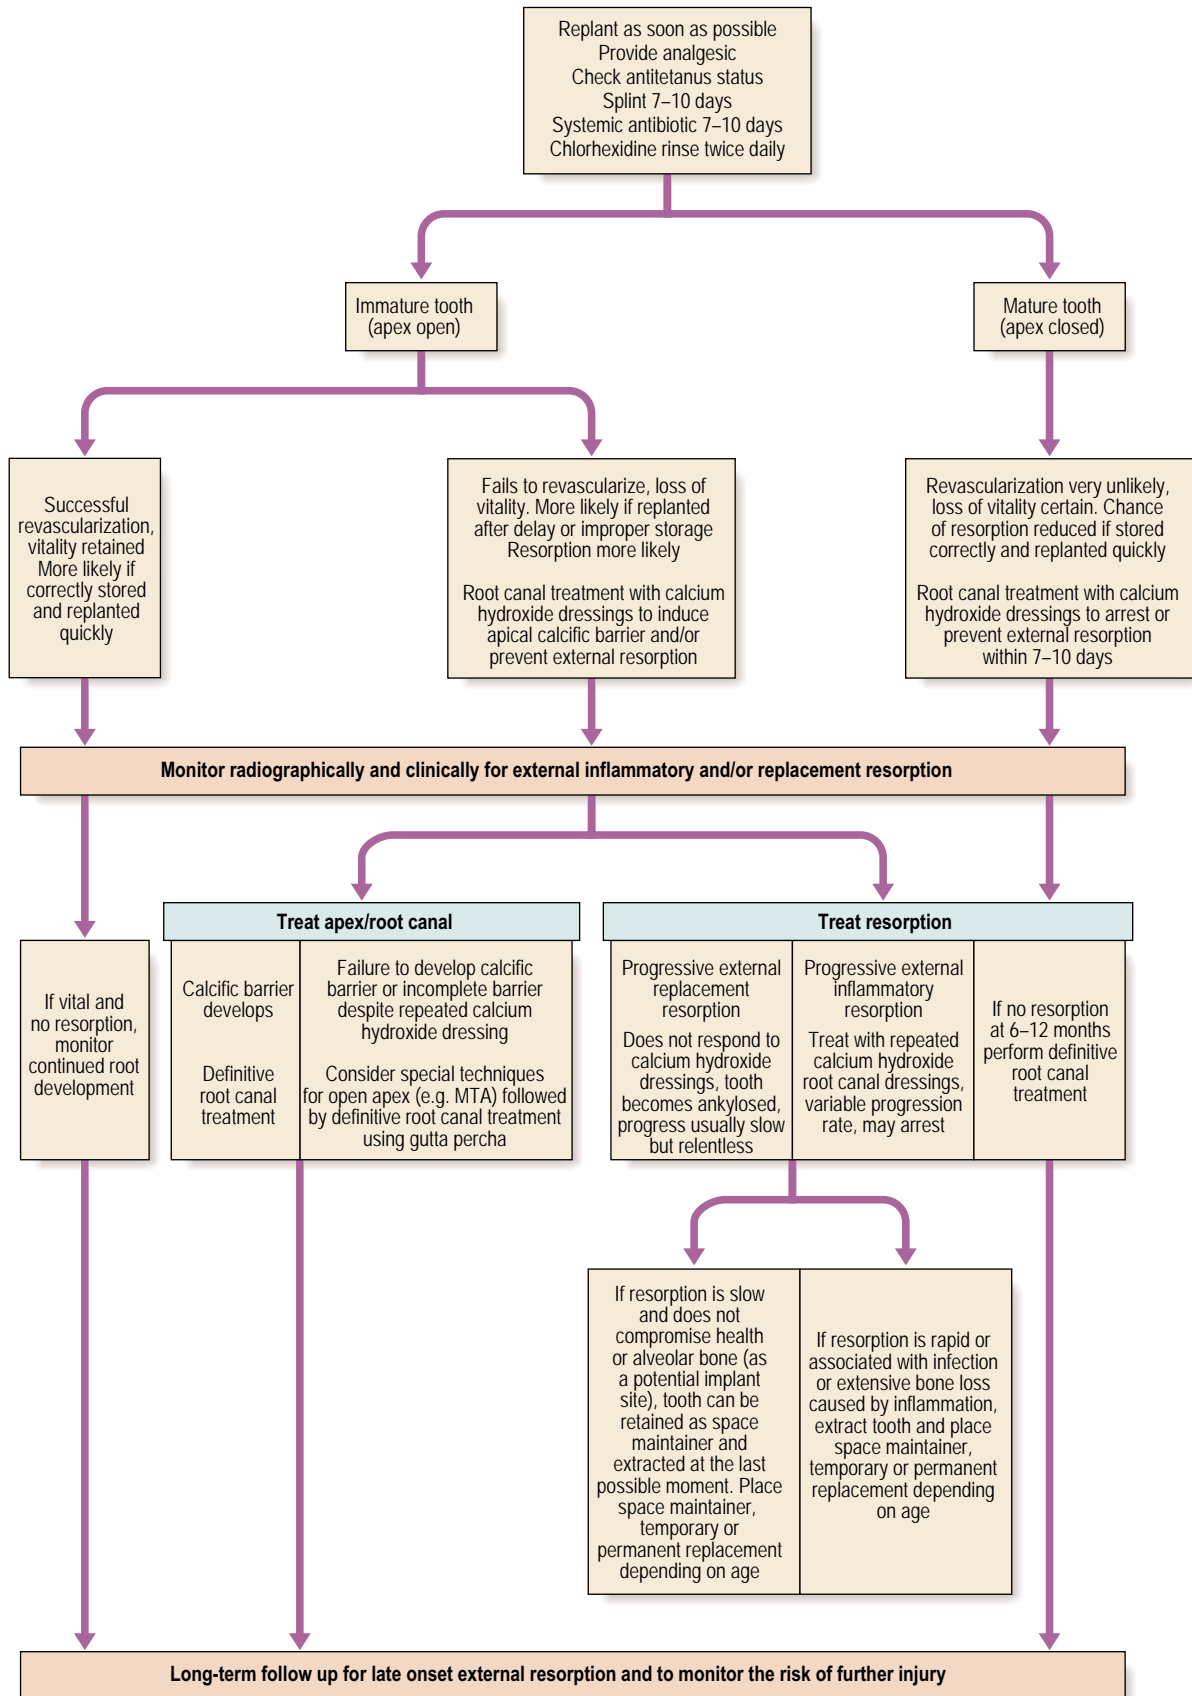 Replant as soon as possible
Provide analgesic
Check antitetanus status
Splint 7–10 days
Systemic antibiotic 7–10 days
Chlorhexidine rinse twice daily
Immature tooth
(apex open)
Mature tooth
(apex closed)
Successful
revascularization,
vitality retained
More likely if
correctly stored
and replanted
quickly
Fails to revascularize, loss of
vitality. More likely if replanted
after delay or improper storage
Resorption more likely
Root canal treatment with calcium
hydroxide dressings to induce
apical calcific barrier and/or
prevent external resorption
Revascularization very unlikely,
loss of vitality certain. Chance
of resorption reduced if stored
correctly and replanted quickly
Root canal treatment with calcium
hydroxide dressings to arrest or
prevent external resorption
within 7–10 days
Monitor radiographically and clinically for external inflammatory and/or replacement resorption
If vital and
no resorption,
monitor
continued root
development
Treat apex/root canal
Calcific barrier
develops
Definitive
root canal
treatment
Failure to develop calcific
barrier or incomplete barrier
despite repeated calcium
hydroxide dressing
Consider special techniques
for open apex (e.g. MTA) followed
by definitive root canal treatment
using gutta percha
Treat resorption
Progressive external
replacement
resorption
Does not respond to
calcium hydroxide
dressings, tooth
becomes ankylosed,
progress usually slow
but relentless
Progressive external
inflammatory
resorption
Treat with repeated
calcium hydroxide
root canal dressings,
variable progression
rate, may arrest
If no resorption
at 6–12 months
perform definitive
root canal
treatment
If resorption is slow
and does not
compromise health
or alveolar bone (as
a potential implant
site), tooth can be
retained as space
maintainer and
extracted at the last
possible moment. Place
space maintainer,
temporary or
permanent replacement
depending on age
If resorption is rapid or
associated with infection
or extensive bone loss
caused by inflammation,
extract tooth and place
space maintainer,
temporary or permanent
replacement depending
on age
Long-term follow up for late onset external resorption and to monitor the risk of further injury